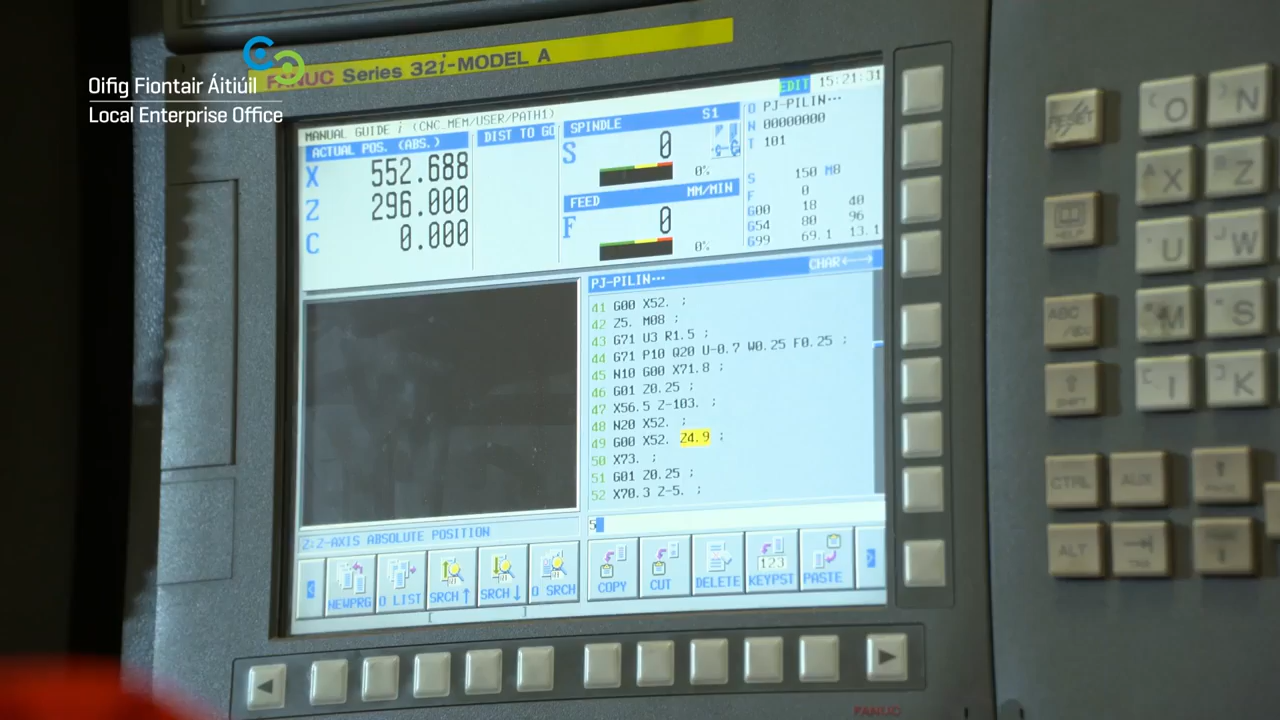 Oifig Fiontair Áitiúil
Local Enterprise Office
FANUC Series 32i-MODEL A
MANUAL GUIDE i (CNC_MEM/USER/PATH1)
EDIT 15:21:31
ACTUAL POS. (ABS.)
DIST TO GO
X 552.688
Z 296.000
C 0.000
SPINDLE S1
S 0
0%
FEED MM/MIN
F 0
0%
O PJ-PILIN···
N 00000000
T 101
S 150 M8
F 0
G00 18 40
G54 80 96
G99 69.1 13.1
PJ-PILIN··· CHAR←→
41 G00 X52. ;
42 Z5. M08 ;
43 G71 U3 R1.5 ;
44 G71 P10 Q20 U-0.7 W0.25 F0.25 ;
45 N10 G00 X71.8 ;
46 G01 Z0.25 ;
47 X56.5 Z-103. ;
48 N20 X52. ;
49 G00 X52. Z4.9 ;
50 X73. ;
51 G01 Z0.25 ;
52 X70.3 Z-5. ;
5
Z:Z-AXIS ABSOLUTE POSITION
< NEWPRG O LIST SRCH↑ SRCH↓ O SRCH COPY CUT DELETE KEYPST PASTE >
123
RESET O N
X Z
HELP U W
M S
SHIFT I K
CTRL AUX
ALT
FANUC